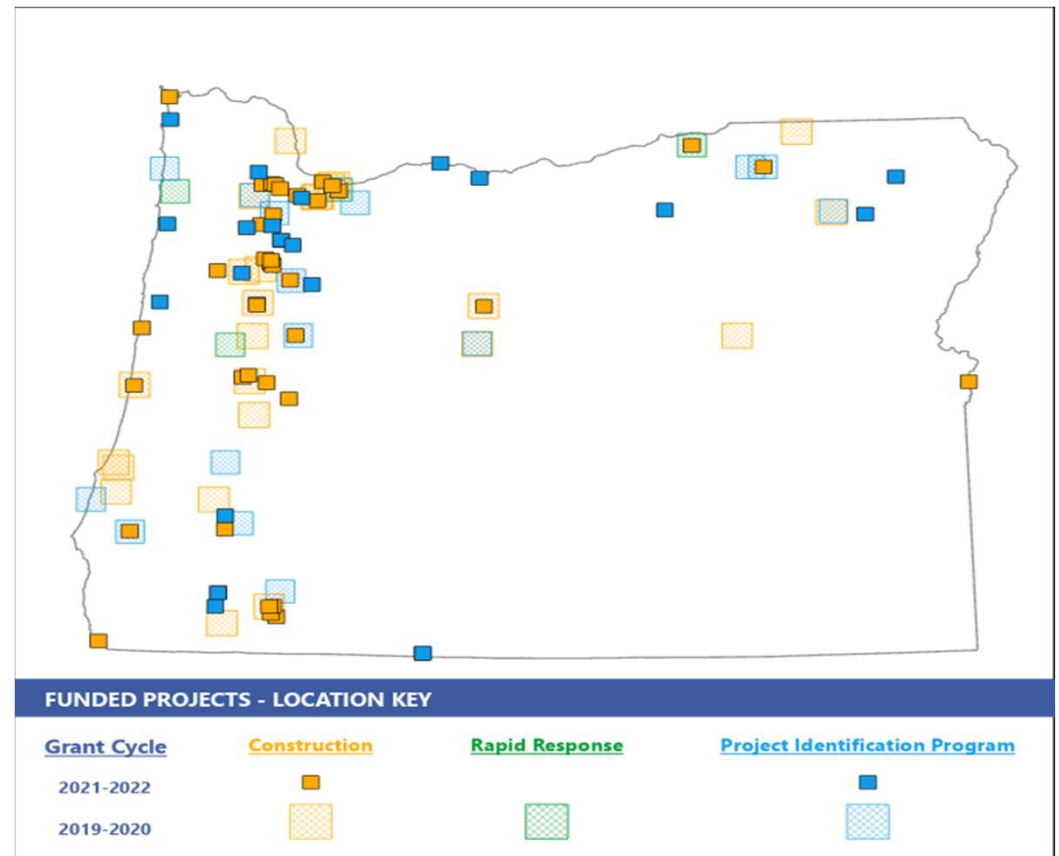 FUNDED PROJECTS - LOCATION KEY
Grant Cycle Construction Rapid Response Project Identification Program
2021-2022
2019-2020